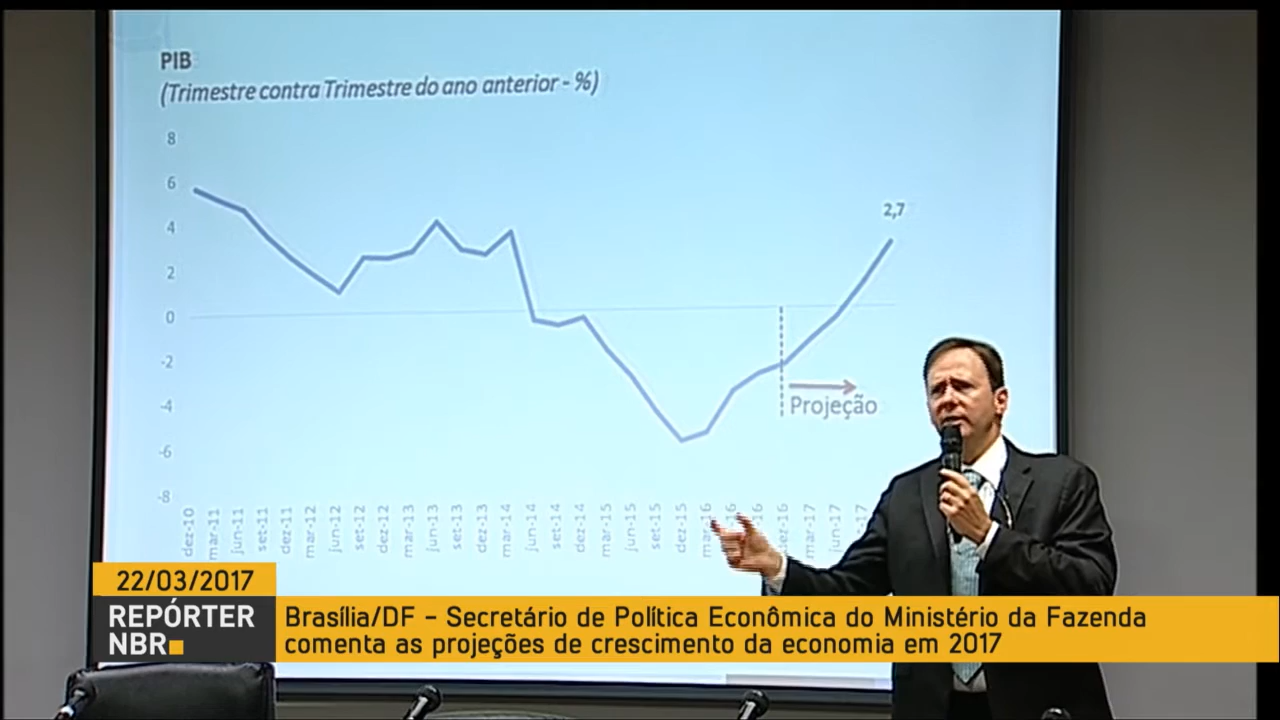 PIB
(Trimestre contra Trimestre do ano anterior - %)
8
6
4
2
0
-2
-4
-6
-8
2,7
Projeção
dez-10
mar-11
jun-11
set-11
dez-11
mar-12
jun-12
set-12
dez-12
mar-13
jun-13
set-13
dez-13
mar-14
jun-14
set-14
dez-14
mar-15
jun-15
set-15
dez-15
mar-16
dez-16
mar-17
jun-17
22/03/2017
REPÓRTER
NBR
Brasília/DF – Secretário de Política Econômica do Ministério da Fazenda
comenta as projeções de crescimento da economia em 2017